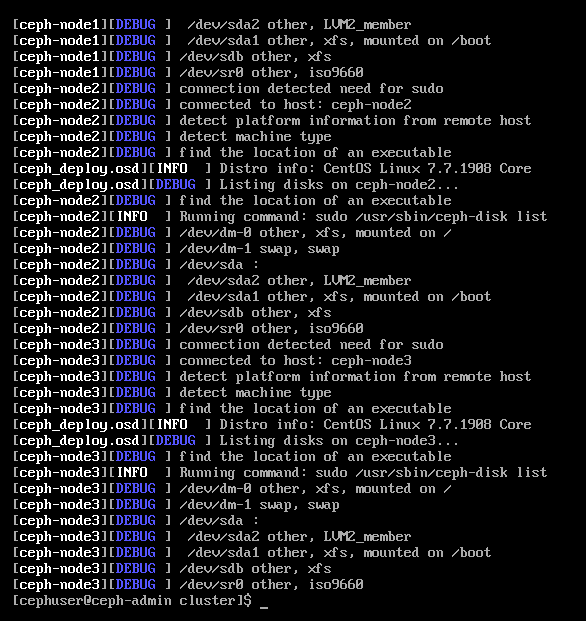 [ceph-node1][DEBUG ]  /dev/sda2 other, LVM2_member
[ceph-node1][DEBUG ]  /dev/sda1 other, xfs, mounted on /boot
[ceph-node1][DEBUG ] /dev/sdb other, xfs
[ceph-node1][DEBUG ] /dev/sr0 other, iso9660
[ceph-node2][DEBUG ] connection detected need for sudo
[ceph-node2][DEBUG ] connected to host: ceph-node2
[ceph-node2][DEBUG ] detect platform information from remote host
[ceph-node2][DEBUG ] detect machine type
[ceph-node2][DEBUG ] find the location of an executable
[ceph_deploy.osd][INFO  ] Distro info: CentOS Linux 7.7.1908 Core
[ceph_deploy.osd][DEBUG ] Listing disks on ceph-node2...
[ceph-node2][DEBUG ] find the location of an executable
[ceph-node2][INFO  ] Running command: sudo /usr/sbin/ceph-disk list
[ceph-node2][DEBUG ] /dev/dm-0 other, xfs, mounted on /
[ceph-node2][DEBUG ] /dev/dm-1 swap, swap
[ceph-node2][DEBUG ] /dev/sda :
[ceph-node2][DEBUG ]  /dev/sda2 other, LVM2_member
[ceph-node2][DEBUG ]  /dev/sda1 other, xfs, mounted on /boot
[ceph-node2][DEBUG ] /dev/sdb other, xfs
[ceph-node2][DEBUG ] /dev/sr0 other, iso9660
[ceph-node3][DEBUG ] connection detected need for sudo
[ceph-node3][DEBUG ] connected to host: ceph-node3
[ceph-node3][DEBUG ] detect platform information from remote host
[ceph-node3][DEBUG ] detect machine type
[ceph-node3][DEBUG ] find the location of an executable
[ceph_deploy.osd][INFO  ] Distro info: CentOS Linux 7.7.1908 Core
[ceph_deploy.osd][DEBUG ] Listing disks on ceph-node3...
[ceph-node3][DEBUG ] find the location of an executable
[ceph-node3][INFO  ] Running command: sudo /usr/sbin/ceph-disk list
[ceph-node3][DEBUG ] /dev/dm-0 other, xfs, mounted on /
[ceph-node3][DEBUG ] /dev/dm-1 swap, swap
[ceph-node3][DEBUG ] /dev/sda :
[ceph-node3][DEBUG ]  /dev/sda2 other, LVM2_member
[ceph-node3][DEBUG ]  /dev/sda1 other, xfs, mounted on /boot
[ceph-node3][DEBUG ] /dev/sdb other, xfs
[ceph-node3][DEBUG ] /dev/sr0 other, iso9660
[cephuser@ceph-admin cluster]$ _